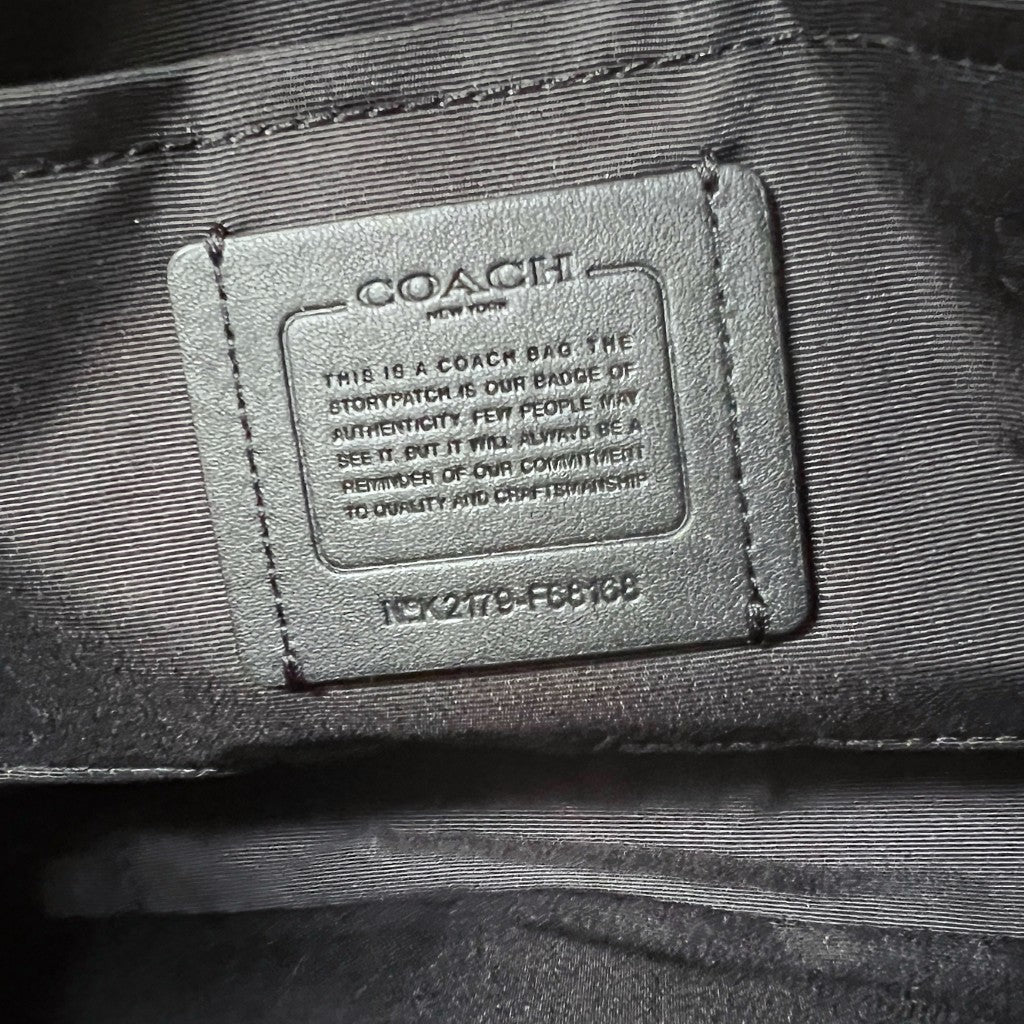 COACH
NEW YORK
THIS IS A COACH BAG. THE
STORYPATCH IS OUR BADGE OF
AUTHENTICITY. FEW PEOPLE MAY
SEE IT, BUT IT WILL ALWAYS BE A
REMINDER OF OUR COMMITMENT
TO QUALITY AND CRAFTSMANSHIP